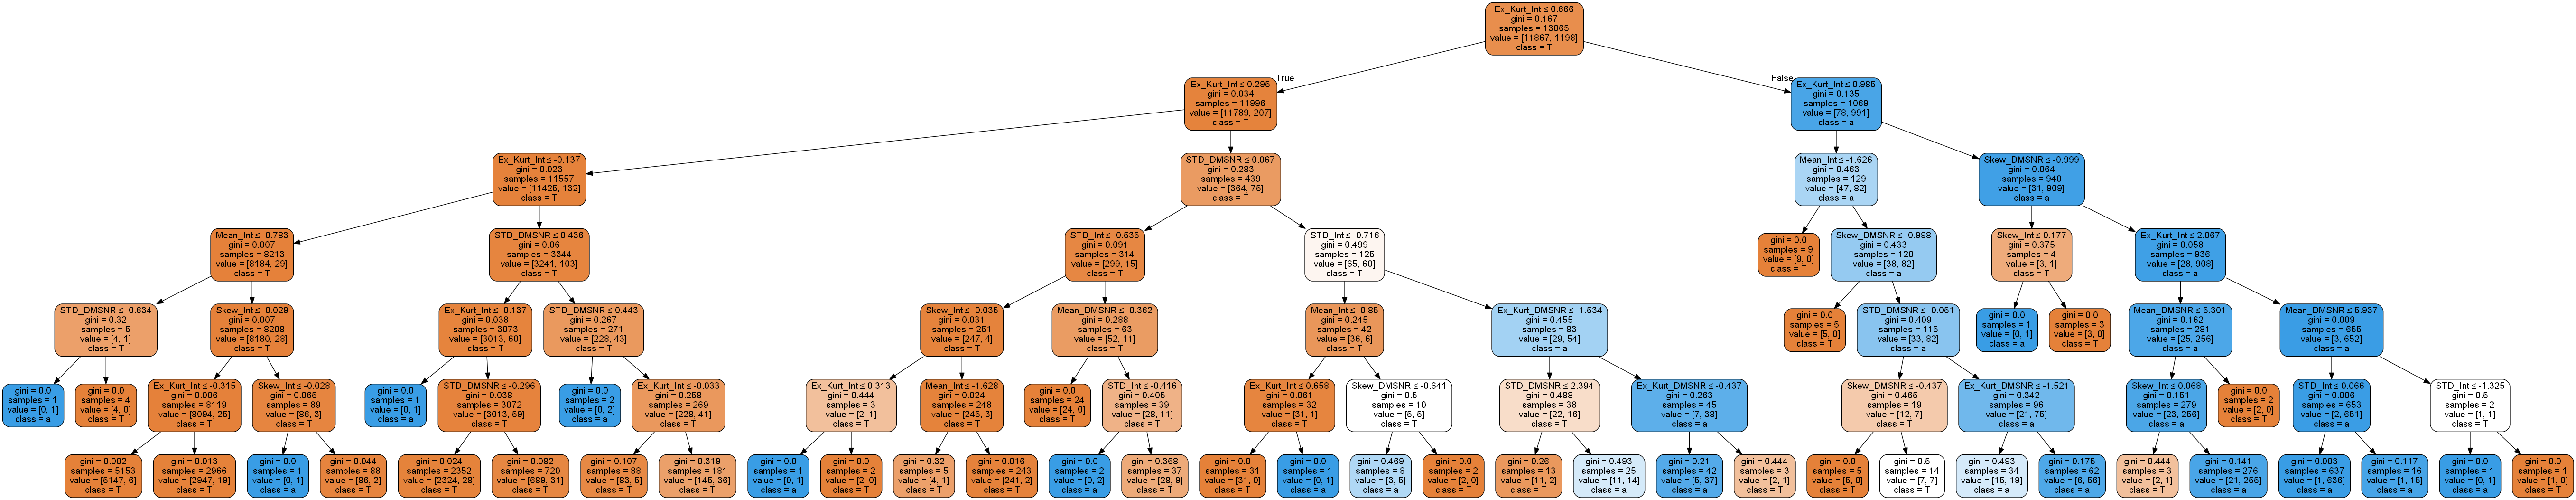 Ex_Kurt_Int ≤ 0.666
gini = 0.167
samples = 13065
value = [11867, 1198]
class = T
True
False
Ex_Kurt_Int ≤ 0.295
gini = 0.034
samples = 11996
value = [11789, 207]
class = T
Ex_Kurt_Int ≤ 0.985
gini = 0.135
samples = 1069
value = [78, 991]
class = a
Ex_Kurt_Int ≤ -0.137
gini = 0.023
samples = 11557
value = [11425, 132]
class = T
STD_DMSNR ≤ 0.067
gini = 0.283
samples = 439
value = [364, 75]
class = T
Mean_Int ≤ -1.626
gini = 0.463
samples = 129
value = [47, 82]
class = a
Skew_DMSNR ≤ -0.999
gini = 0.064
samples = 940
value = [31, 909]
class = a
Mean_Int ≤ -0.783
gini = 0.007
samples = 8213
value = [8184, 29]
class = T
STD_DMSNR ≤ 0.436
gini = 0.06
samples = 3344
value = [3241, 103]
class = T
STD_Int ≤ -0.535
gini = 0.091
samples = 314
value = [299, 15]
class = T
STD_Int ≤ -0.716
gini = 0.499
samples = 125
value = [65, 60]
class = T
gini = 0.0
samples = 9
value = [9, 0]
class = T
Skew_DMSNR ≤ -0.998
gini = 0.433
samples = 120
value = [38, 82]
class = a
Skew_Int ≤ 0.177
gini = 0.375
samples = 4
value = [3, 1]
class = T
Ex_Kurt_Int ≤ 2.067
gini = 0.058
samples = 936
value = [28, 908]
class = a
STD_DMSNR ≤ -0.634
gini = 0.32
samples = 5
value = [4, 1]
class = T
Skew_Int ≤ -0.029
gini = 0.007
samples = 8208
value = [8180, 28]
class = T
Ex_Kurt_Int ≤ -0.137
gini = 0.038
samples = 3073
value = [3013, 60]
class = T
STD_DMSNR ≤ 0.443
gini = 0.267
samples = 271
value = [228, 43]
class = T
Skew_Int ≤ -0.035
gini = 0.031
samples = 251
value = [247, 4]
class = T
Mean_DMSNR ≤ -0.362
gini = 0.288
samples = 63
value = [52, 11]
class = T
Mean_Int ≤ -0.85
gini = 0.245
samples = 42
value = [36, 6]
class = T
Ex_Kurt_DMSNR ≤ -1.534
gini = 0.455
samples = 83
value = [29, 54]
class = a
gini = 0.0
samples = 5
value = [5, 0]
class = T
STD_DMSNR ≤ -0.051
gini = 0.409
samples = 115
value = [33, 82]
class = a
gini = 0.0
samples = 1
value = [0, 1]
class = a
gini = 0.0
samples = 3
value = [3, 0]
class = T
Mean_DMSNR ≤ 5.301
gini = 0.162
samples = 281
value = [25, 256]
class = a
Mean_DMSNR ≤ 5.937
gini = 0.009
samples = 655
value = [3, 652]
class = a
gini = 0.0
samples = 1
value = [0, 1]
class = a
gini = 0.0
samples = 4
value = [4, 0]
class = T
Ex_Kurt_Int ≤ -0.315
gini = 0.006
samples = 8119
value = [8094, 25]
class = T
Skew_Int ≤ -0.028
gini = 0.065
samples = 89
value = [86, 3]
class = T
gini = 0.0
samples = 1
value = [0, 1]
class = a
STD_DMSNR ≤ -0.296
gini = 0.038
samples = 3072
value = [3013, 59]
class = T
gini = 0.0
samples = 2
value = [0, 2]
class = a
Ex_Kurt_Int ≤ -0.033
gini = 0.258
samples = 269
value = [228, 41]
class = T
Ex_Kurt_Int ≤ 0.313
gini = 0.444
samples = 3
value = [2, 1]
class = T
Mean_Int ≤ -1.628
gini = 0.024
samples = 248
value = [245, 3]
class = T
gini = 0.0
samples = 24
value = [24, 0]
class = T
STD_Int ≤ -0.416
gini = 0.405
samples = 39
value = [28, 11]
class = T
Ex_Kurt_Int ≤ 0.658
gini = 0.061
samples = 32
value = [31, 1]
class = T
Skew_DMSNR ≤ -0.641
gini = 0.5
samples = 10
value = [5, 5]
class = T
STD_DMSNR ≤ 2.394
gini = 0.488
samples = 38
value = [22, 16]
class = T
Ex_Kurt_DMSNR ≤ -0.437
gini = 0.263
samples = 45
value = [7, 38]
class = a
Skew_DMSNR ≤ -0.437
gini = 0.465
samples = 19
value = [12, 7]
class = T
Ex_Kurt_DMSNR ≤ -1.521
gini = 0.342
samples = 96
value = [21, 75]
class = a
Skew_Int ≤ 0.068
gini = 0.151
samples = 279
value = [23, 256]
class = a
gini = 0.0
samples = 2
value = [2, 0]
class = T
STD_Int ≤ 0.066
gini = 0.006
samples = 653
value = [2, 651]
class = a
STD_Int ≤ -1.325
gini = 0.5
samples = 2
value = [1, 1]
class = T
gini = 0.002
samples = 5153
value = [5147, 6]
class = T
gini = 0.013
samples = 2966
value = [2947, 19]
class = T
gini = 0.0
samples = 1
value = [0, 1]
class = a
gini = 0.044
samples = 88
value = [86, 2]
class = T
gini = 0.024
samples = 2352
value = [2324, 28]
class = T
gini = 0.082
samples = 720
value = [689, 31]
class = T
gini = 0.107
samples = 88
value = [83, 5]
class = T
gini = 0.319
samples = 181
value = [145, 36]
class = T
gini = 0.0
samples = 1
value = [0, 1]
class = a
gini = 0.0
samples = 2
value = [2, 0]
class = T
gini = 0.32
samples = 5
value = [4, 1]
class = T
gini = 0.016
samples = 243
value = [241, 2]
class = T
gini = 0.0
samples = 2
value = [0, 2]
class = a
gini = 0.368
samples = 37
value = [28, 9]
class = T
gini = 0.0
samples = 31
value = [31, 0]
class = T
gini = 0.0
samples = 1
value = [0, 1]
class = a
gini = 0.469
samples = 8
value = [3, 5]
class = a
gini = 0.0
samples = 2
value = [2, 0]
class = T
gini = 0.26
samples = 13
value = [11, 2]
class = T
gini = 0.493
samples = 25
value = [11, 14]
class = a
gini = 0.21
samples = 42
value = [5, 37]
class = a
gini = 0.444
samples = 3
value = [2, 1]
class = T
gini = 0.0
samples = 5
value = [5, 0]
class = T
gini = 0.5
samples = 14
value = [7, 7]
class = T
gini = 0.493
samples = 34
value = [15, 19]
class = a
gini = 0.175
samples = 62
value = [6, 56]
class = a
gini = 0.444
samples = 3
value = [2, 1]
class = T
gini = 0.141
samples = 276
value = [21, 255]
class = a
gini = 0.003
samples = 637
value = [1, 636]
class = a
gini = 0.117
samples = 16
value = [1, 15]
class = a
gini = 0.0
samples = 1
value = [0, 1]
class = a
gini = 0.0
samples = 1
value = [1, 0]
class = T